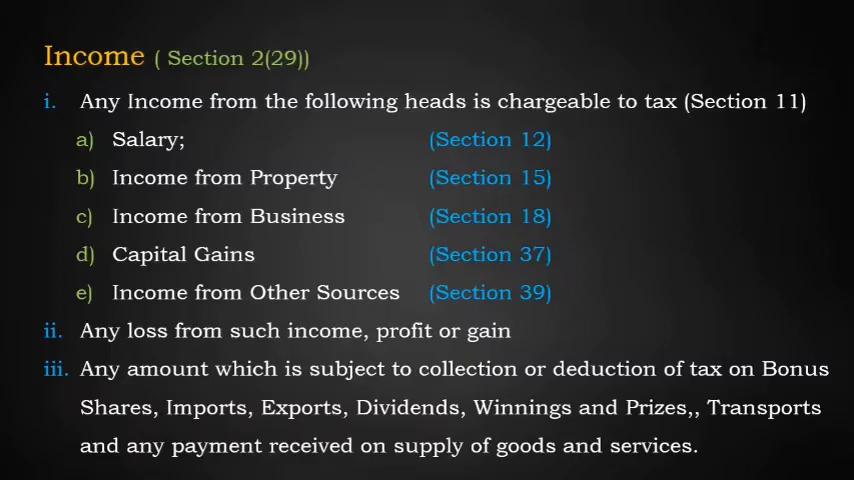 Income ( Section 2(29))
i. Any Income from the following heads is chargeable to tax (Section 11)
a) Salary; (Section 12)
b) Income from Property (Section 15)
c) Income from Business (Section 18)
d) Capital Gains (Section 37)
e) Income from Other Sources (Section 39)
ii. Any loss from such income, profit or gain
iii. Any amount which is subject to collection or deduction of tax on Bonus
Shares, Imports, Exports, Dividends, Winnings and Prizes,, Transports
and any payment received on supply of goods and services.